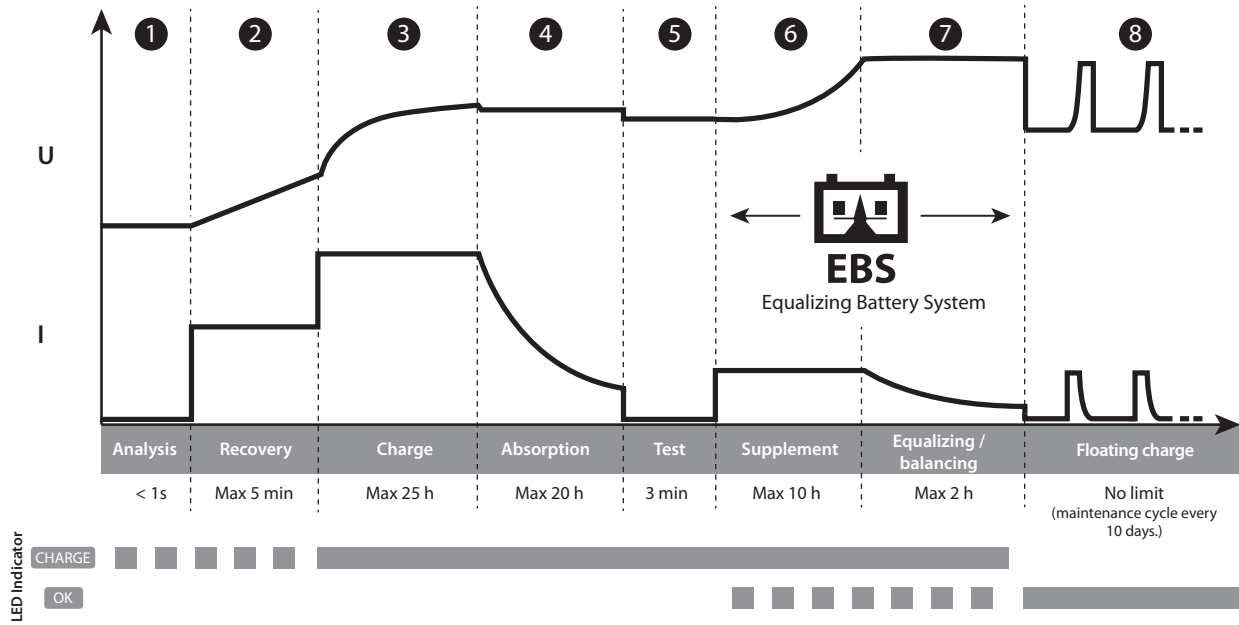 1 2 3 4 5 6 7 8
U
EBS
Equalizing Battery System
I
Analysis Recovery Charge Absorption Test Supplement Equalizing / balancing Floating charge
< 1s Max 5 min Max 25 h Max 20 h 3 min Max 10 h Max 2 h No limit
(maintenance cycle every
10 days.)
LED Indicator
CHARGE
OK